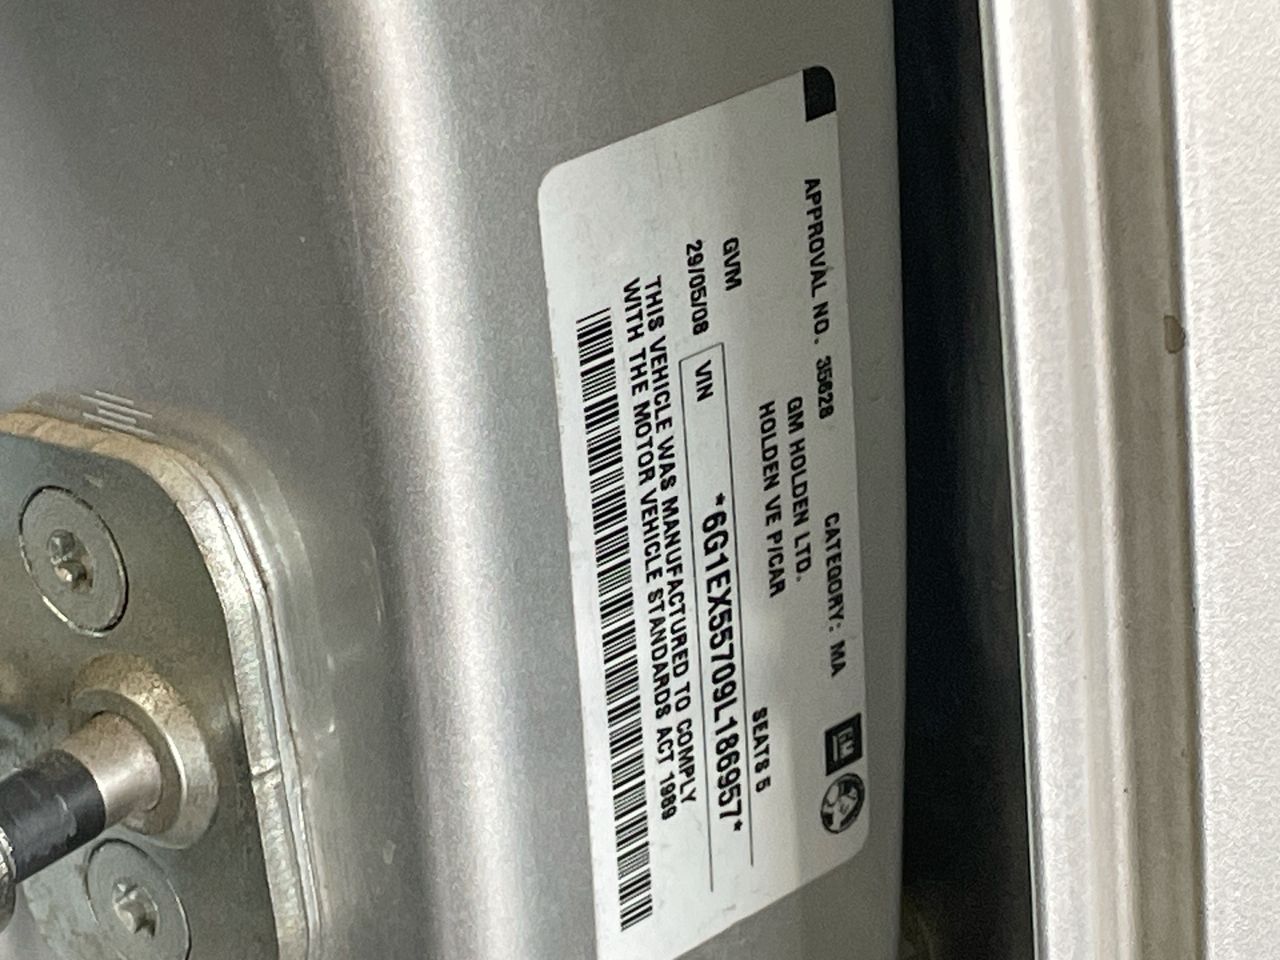 APPROVAL NO. 35628 CATEGORY: MA
GM
GM HOLDEN LTD.
HOLDEN VE P/CAR
GVM SEATS 5
29/05/08 VIN *6G1EX55709L186957*
THIS VEHICLE WAS MANUFACTURED TO COMPLY
WITH THE MOTOR VEHICLE STANDARDS ACT 1989